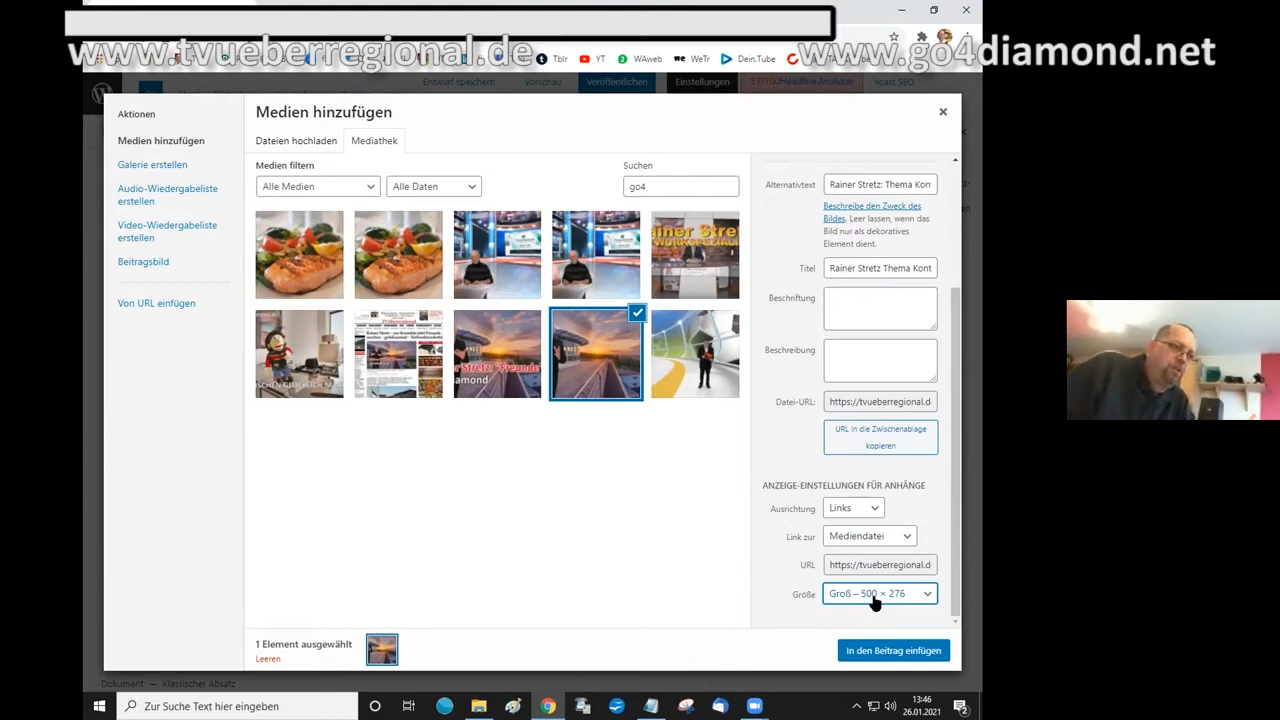 www.tvueberregional.de
www.go4diamond.net
Tblr
YT
WAweb
WeTr
Dein.Tube
Entwurf speichern
Vorschau
Veröffentlichen
Einstellungen
Headline Analyzer
Yoast SEO
Aktionen
Medien hinzufügen
Galerie erstellen
Audio-Wiedergabeliste
erstellen
Video-Wiedergabeliste
erstellen
Beitragsbild
Von URL einfügen
Medien hinzufügen
Dateien hochladen
Mediathek
Medien filtern
Alle Medien
Alle Daten
Suchen
go4
1 Element ausgewählt
Leeren
Alternativtext
Rainer Stretz: Thema Kon
Beschreibe den Zweck des
Bildes. Leer lassen, wenn das
Bild nur als dekoratives
Element dient.
Titel
Rainer Stretz Thema Kont
Beschriftung
Beschreibung
Datei-URL:
https://tvueberregional.d
URL in die Zwischenablage
kopieren
ANZEIGE-EINSTELLUNGEN FÜR ANHÄNGE
Ausrichtung
Links
Link zur
Mediendatei
URL
https://tvueberregional.d
Größe
Groß – 500 × 276
In den Beitrag einfügen
Dokument → Klassischer Absatz
Zur Suche Text hier eingeben
13:46
26.01.2021
2